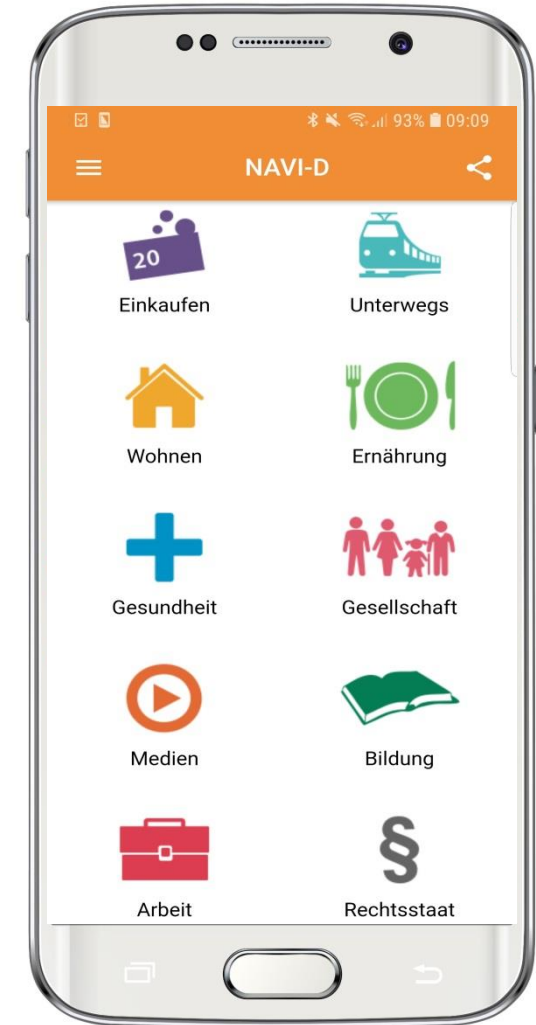 93% 09:09
NAVI-D
20
Einkaufen Unterwegs
Wohnen Ernährung
Gesundheit Gesellschaft
Medien Bildung
§
Arbeit Rechtsstaat